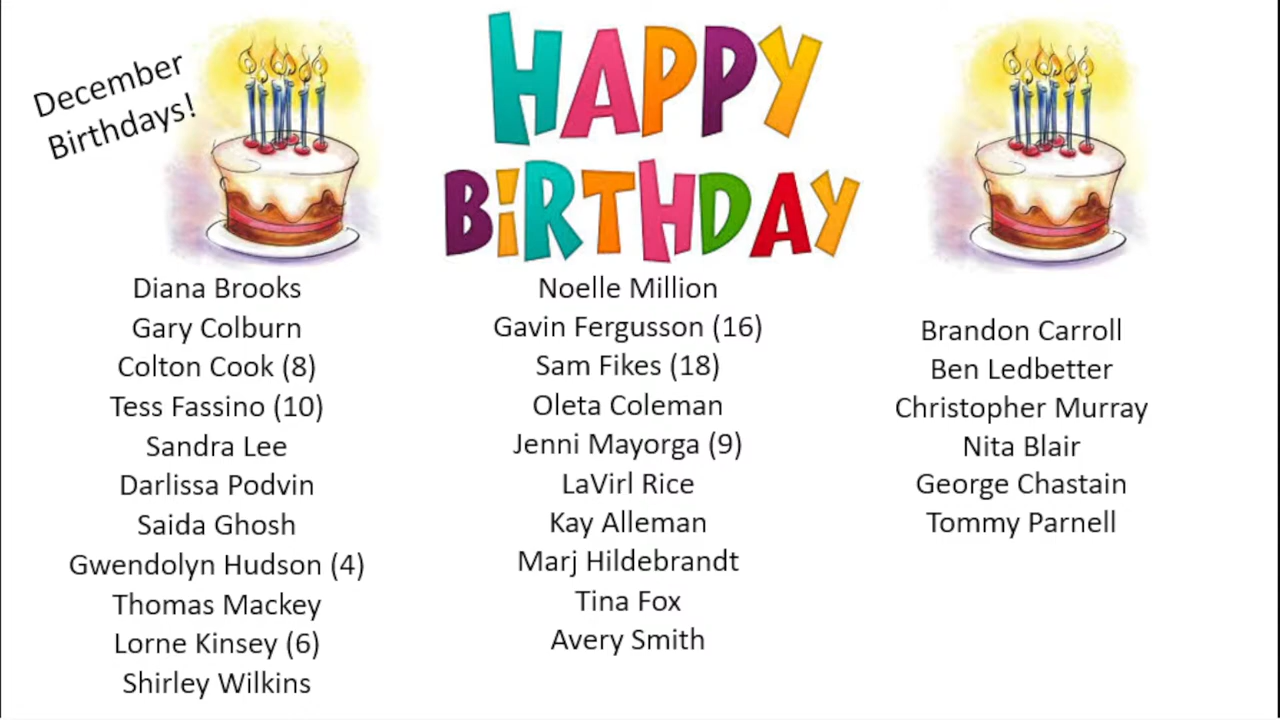 December
Birthdays!
HAPPY
BiRTHDAY
Diana Brooks
Gary Colburn
Colton Cook (8)
Tess Fassino (10)
Sandra Lee
Darlissa Podvin
Saida Ghosh
Gwendolyn Hudson (4)
Thomas Mackey
Lorne Kinsey (6)
Shirley Wilkins
Noelle Million
Gavin Fergusson (16)
Sam Fikes (18)
Oleta Coleman
Jenni Mayorga (9)
LaVirl Rice
Kay Alleman
Marj Hildebrandt
Tina Fox
Avery Smith
Brandon Carroll
Ben Ledbetter
Christopher Murray
Nita Blair
George Chastain
Tommy Parnell